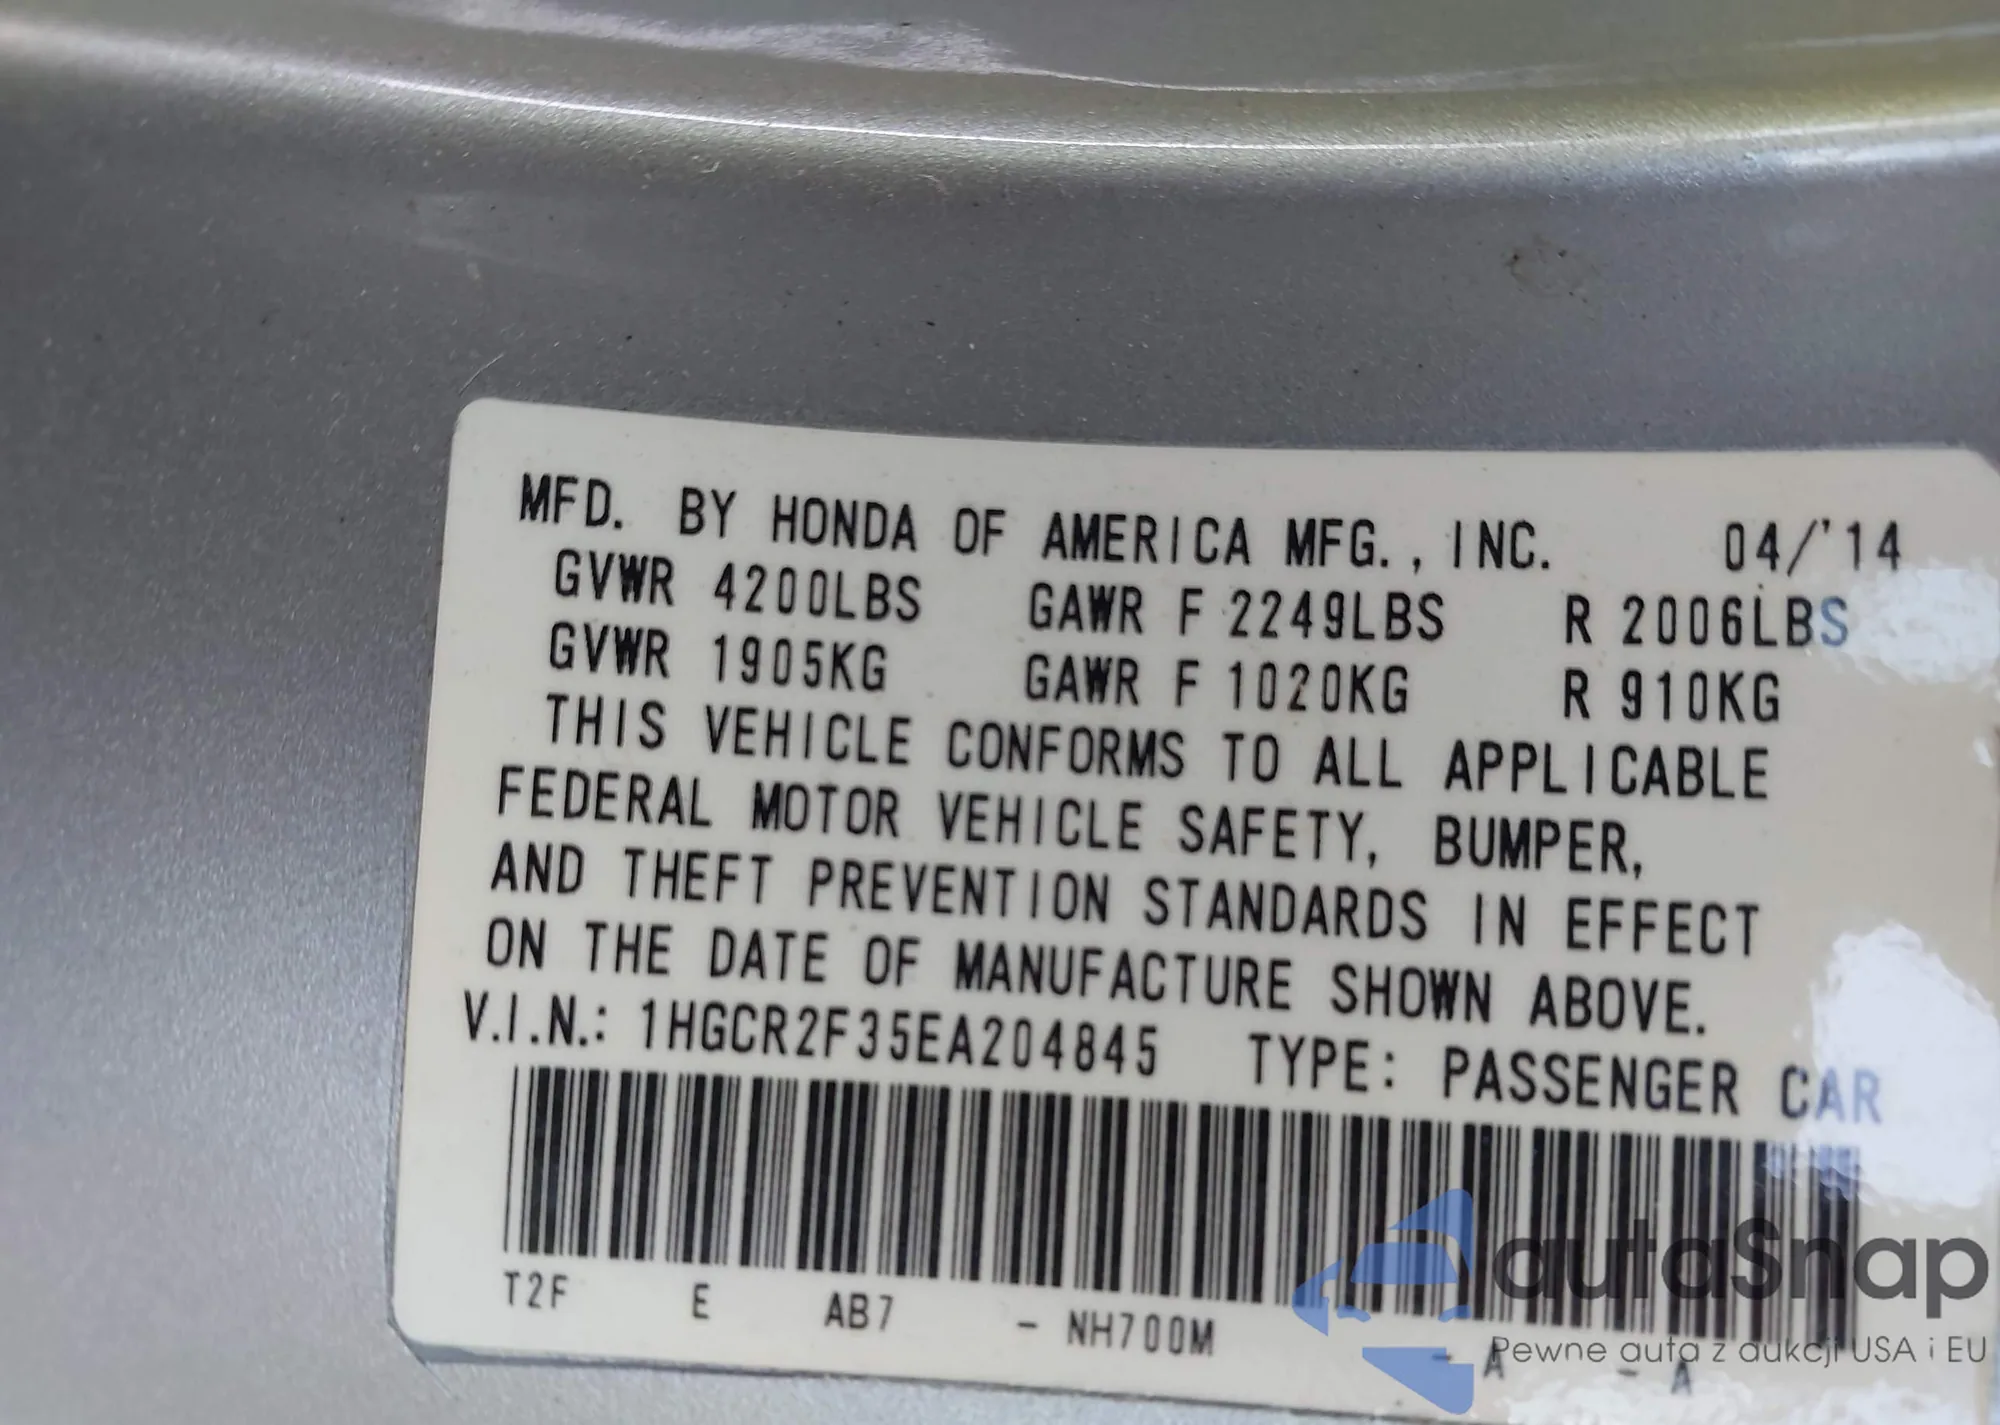 MFD. BY HONDA OF AMERICA MFG., INC. 04/'14
GVWR 4200LBS GAWR F 2249LBS R 2006LBS
GVWR 1905KG GAWR F 1020KG R 910KG
THIS VEHICLE CONFORMS TO ALL APPLICABLE
FEDERAL MOTOR VEHICLE SAFETY, BUMPER,
AND THEFT PREVENTION STANDARDS IN EFFECT
ON THE DATE OF MANUFACTURE SHOWN ABOVE.
V.I.N.: 1HGCR2F35EA204845 TYPE: PASSENGER CAR
T2F E AB7 - NH700M - A - A
autaSnap
Pewne auta z aukcji USA i EU